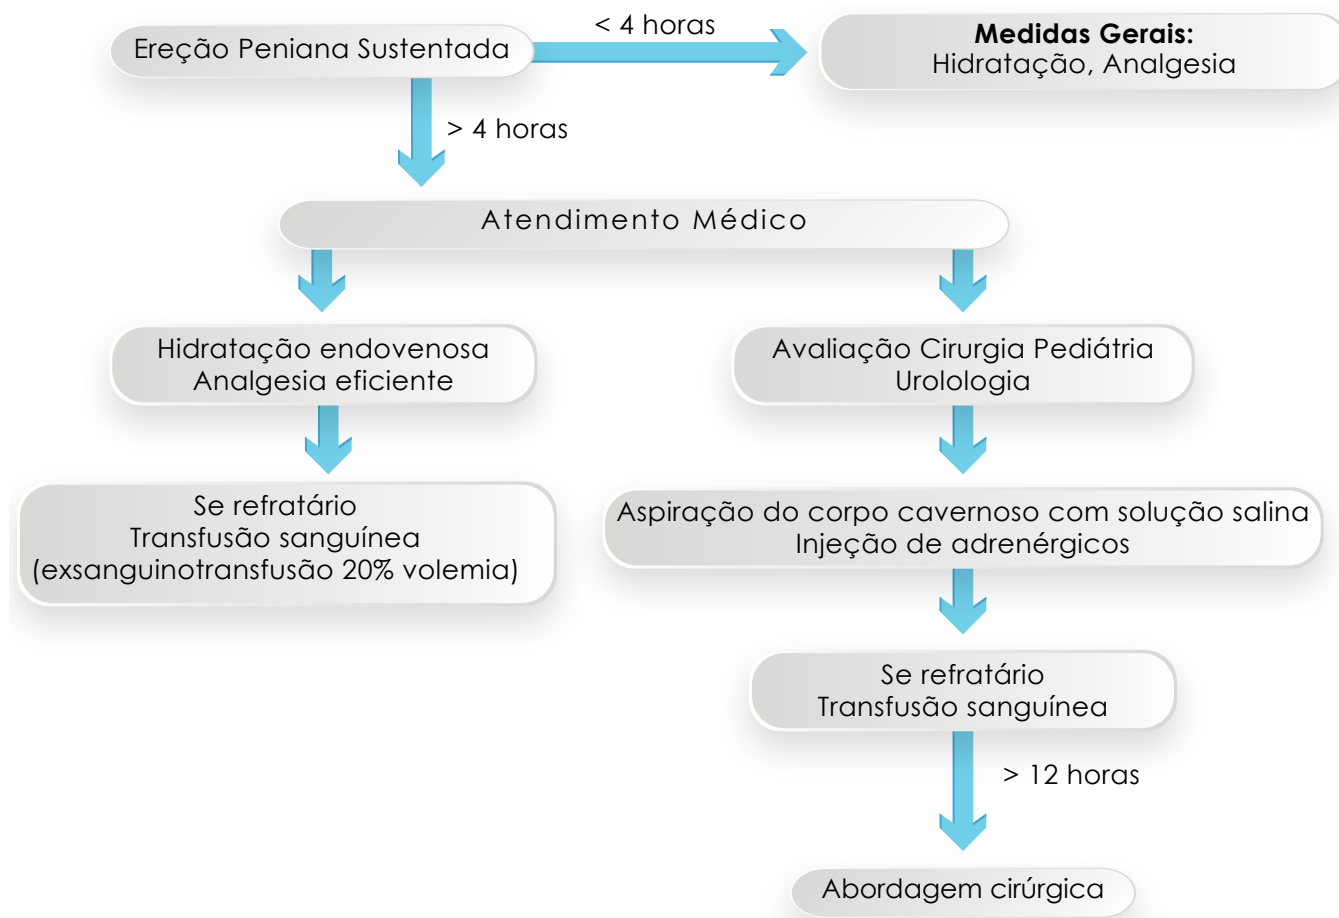 Ereção Peniana Sustentada
< 4 horas
Medidas Gerais:
Hidratação, Analgesia
> 4 horas
Atendimento Médico
Hidratação endovenosa
Analgesia eficiente
Avaliação Cirurgia Pediátria
Urolologia
Se refratário
Transfusão sanguínea
(exsanguinotransfusão 20% volemia)
Aspiração do corpo cavernoso com solução salina
Injeção de adrenérgicos
Se refratário
Transfusão sanguínea
> 12 horas
Abordagem cirúrgica